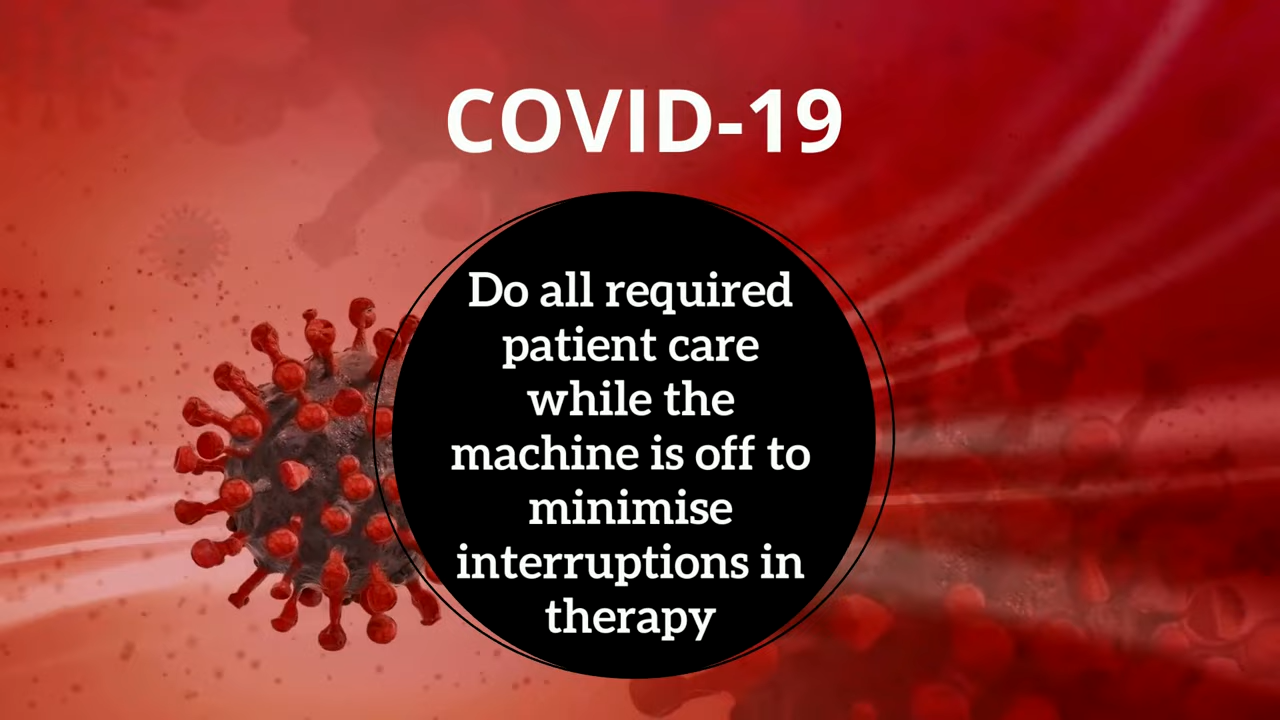 COVID-19
Do all required
patient care
while the
machine is off to
minimise
interruptions in
therapy